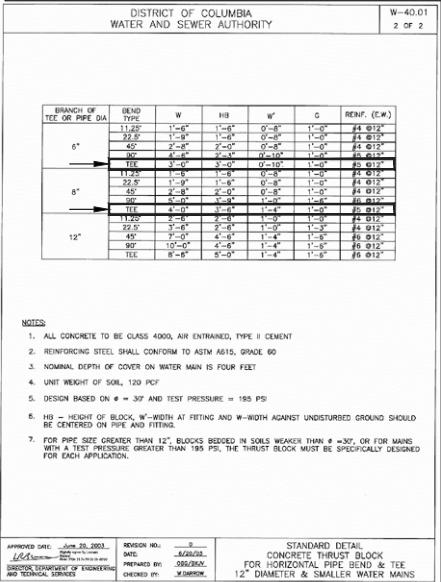 DISTRICT OF COLUMBIA
WATER AND SEWER AUTHORITY
W-40.01
2 OF 2
BRANCH OF TEE OR PIPE DIA BEND TYPE W HB W' G REINF. (E.W.)
6"
11.25° 1'-6" 1'-6" 0'-8" 1'-0" #4 @12"
22.5° 1'-9" 1'-6" 0'-8" 1'-0" #4 @12"
45° 2'-8" 2'-0" 0'-8" 1'-0" #4 @12"
90° 4'-6" 2'-3" 0'-10" 1'-0" #5 @12"
TEE 3'-0" 2'-0" 0'-10" 1'-0" #5 @12"
8"
11.25° 1'-6" 1'-6" 0'-8" 1'-0" #4 @12"
22.5° 1'-9" 1'-6" 0'-8" 1'-0" #4 @12"
45° 2'-8" 2'-0" 0'-8" 1'-0" #4 @12"
90° 5'-0" 3'-9" 1'-0" 1'-6" #6 @12"
TEE 4'-0" 3'-6" 1'-4" 1'-0" #5 @12"
12"
11.25° 2'-6" 2'-6" 1'-0" 1'-0" #4 @12"
22.5° 3'-6" 2'-6" 1'-0" 1'-3" #4 @12"
45° 7'-0" 4'-6" 1'-4" 1'-6" #6 @12"
90° 10'-0" 4'-6" 1'-4" 1'-6" #6 @12"
TEE 8'-6" 5'-0" 1'-4" 1'-6" #6 @12"
NOTES:
1. ALL CONCRETE TO BE CLASS 4000, AIR ENTRAINED, TYPE II CEMENT
2. REINFORCING STEEL SHALL CONFORM TO ASTM A615, GRADE 60
3. NOMINAL DEPTH OF COVER ON WATER MAIN IS FOUR FEET
4. UNIT WEIGHT OF SOIL, 120 PCF
5. DESIGN BASED ON ø = 30° AND TEST PRESSURE = 195 PSI
6. HB - HEIGHT OF BLOCK, W'-WIDTH AT FITTING AND W-WIDTH AGAINST UNDISTURBED GROUND SHOULD
BE CENTERED ON PIPE AND FITTING.
7. FOR PIPE SIZE GREATER THAN 12", BLOCKS BEDDED IN SOILS WEAKER THAN ø =30°, OR FOR MAINS
WITH A TEST PRESSURE GREATER THAN 195 PSI, THE THRUST BLOCK MUST BE SPECIFICALLY DESIGNED
FOR EACH APPLICATION.
APPROVED DATE: June 20, 2003
DIRECTOR, DEPARTMENT OF ENGINEERING
AND TECHNICAL SERVICES
REVISION NO.: 0
DATE: 6/20/03
PREPARED BY:
CHECKED BY: W.DARROW
STANDARD DETAIL
CONCRETE THRUST BLOCK
FOR HORIZONTAL PIPE BEND & TEE
12" DIAMETER & SMALLER WATER MAINS